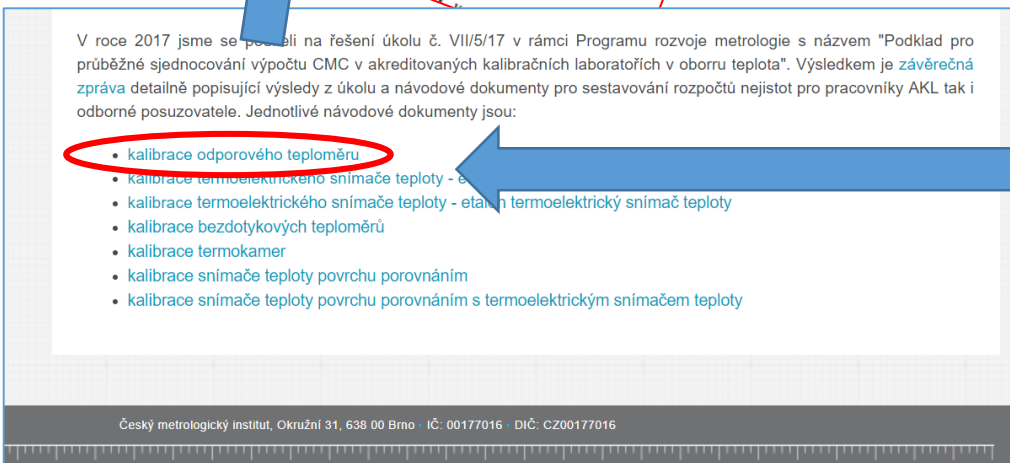 V roce 2017 jsme se podíleli na řešení úkolu č. VII/5/17 v rámci Programu rozvoje metrologie s názvem "Podklad pro
průběžné sjednocování výpočtu CMC v akreditovaných kalibračních laboratořích v oborru teplota". Výsledkem je závěrečná
zpráva detailně popisující výsledy z úkolu a návodové dokumenty pro sestavování rozpočtů nejistot pro pracovníky AKL tak i
odborné posuzovatele. Jednotlivé návodové dokumenty jsou:
kalibrace odporového teploměru
kalibrace termoelektrického snímače teploty -
kalibrace termoelektrického snímače teploty - etalon termoelektrický snímač teploty
kalibrace bezdotykových teploměrů
kalibrace termokamer
kalibrace snímače teploty povrchu porovnáním
kalibrace snímače teploty povrchu porovnáním s termoelektrickým snímačem teploty
Český metrologický institut, Okružní 31, 638 00 Brno • IČ: 00177016 • DIČ: CZ00177016